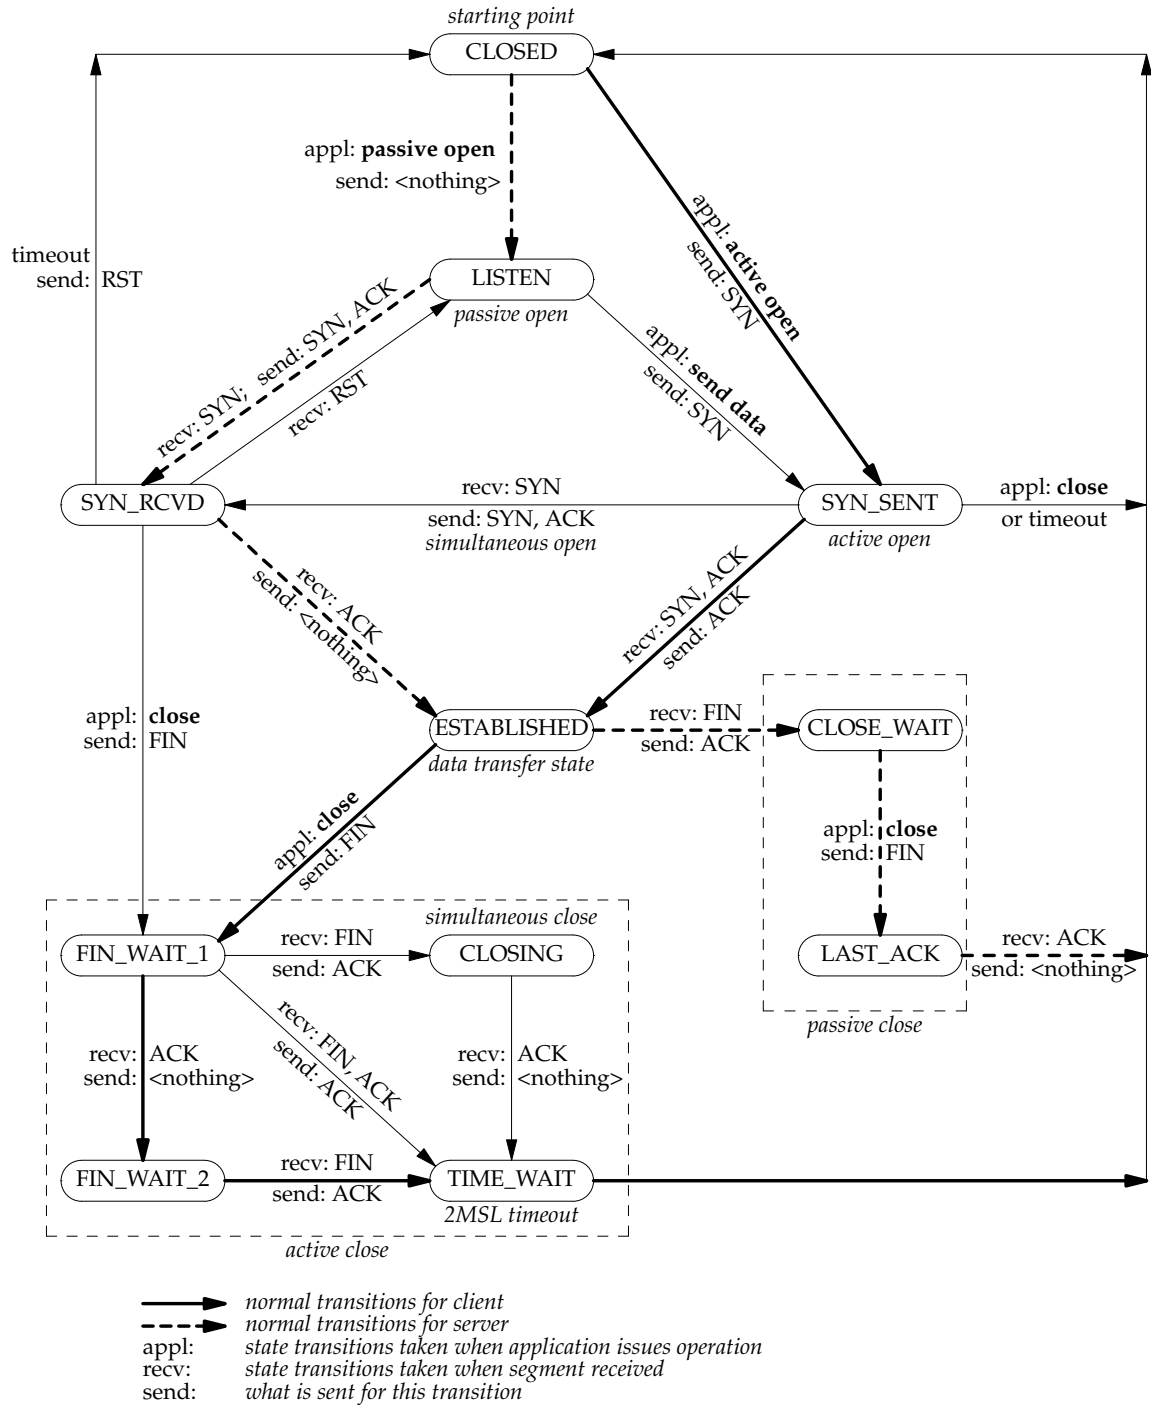 starting point
CLOSED
appl: passive open
send: <nothing>
appl: active open
send: SYN
timeout
send: RST
LISTEN
passive open
recv: SYN; send: SYN, ACK
recv: RST
appl: send data
send: SYN
SYN_RCVD
recv: SYN
send: SYN, ACK
simultaneous open
SYN_SENT
active open
appl: close
or timeout
recv: ACK
send: <nothing>
recv: SYN, ACK
send: ACK
appl: close
send: FIN
ESTABLISHED
data transfer state
recv: FIN
send: ACK
CLOSE_WAIT
appl: close
send: FIN
appl: close
send: FIN
simultaneous close
FIN_WAIT_1
recv: FIN
send: ACK
CLOSING
LAST_ACK
recv: ACK
send: <nothing>
passive close
recv: ACK
send: <nothing>
recv: FIN, ACK
send: ACK
recv: ACK
send: <nothing>
FIN_WAIT_2
recv: FIN
send: ACK
TIME_WAIT
2MSL timeout
active close
normal transitions for client
normal transitions for server
appl: state transitions taken when application issues operation
recv: state transitions taken when segment received
send: what is sent for this transition